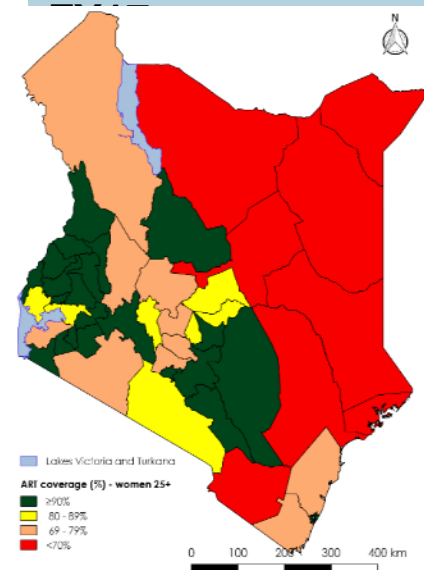 N
Lakes Victoria and Turkana
ART coverage (%) - women 25+
≥90%
80 - 89%
69 - 79%
<70%
0 100 200 300 400 km